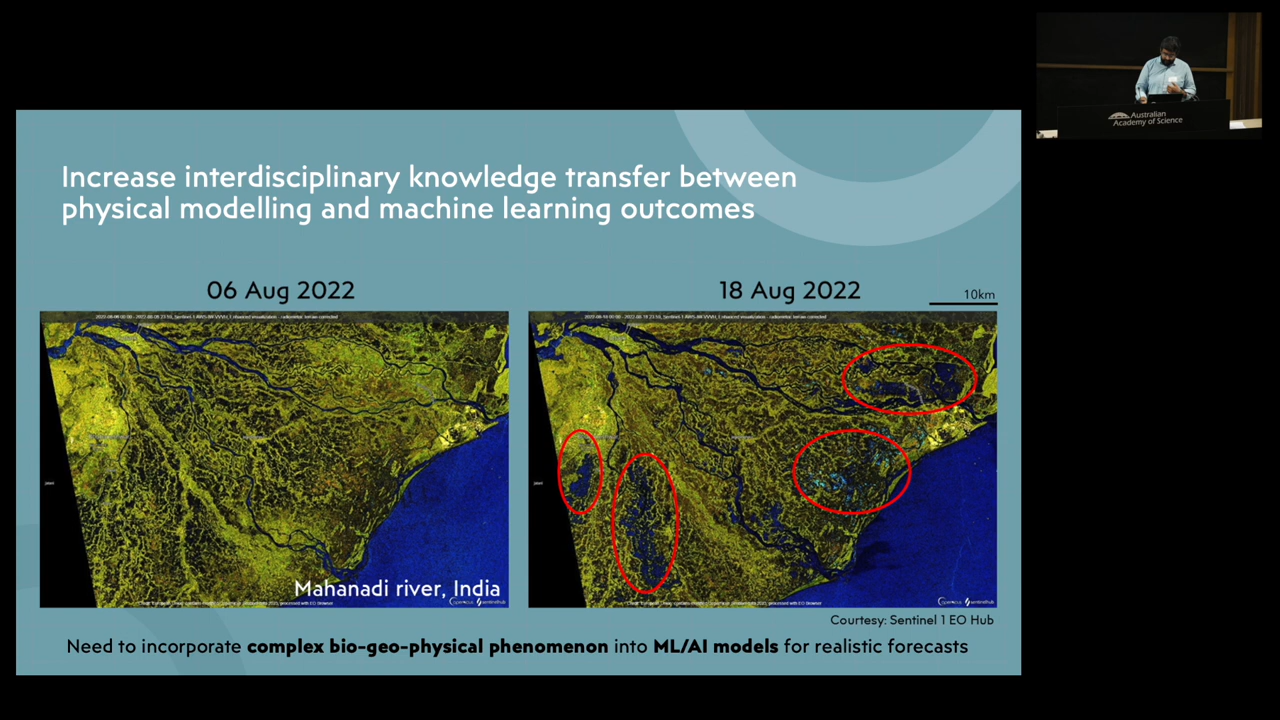 Increase interdisciplinary knowledge transfer between
physical modelling and machine learning outcomes
06 Aug 2022
18 Aug 2022
10km
Mahanadi river, India
Courtesy: Sentinel 1 EO Hub
Need to incorporate complex bio-geo-physical phenomenon into ML/AI models for realistic forecasts
Australian
Academy of Science